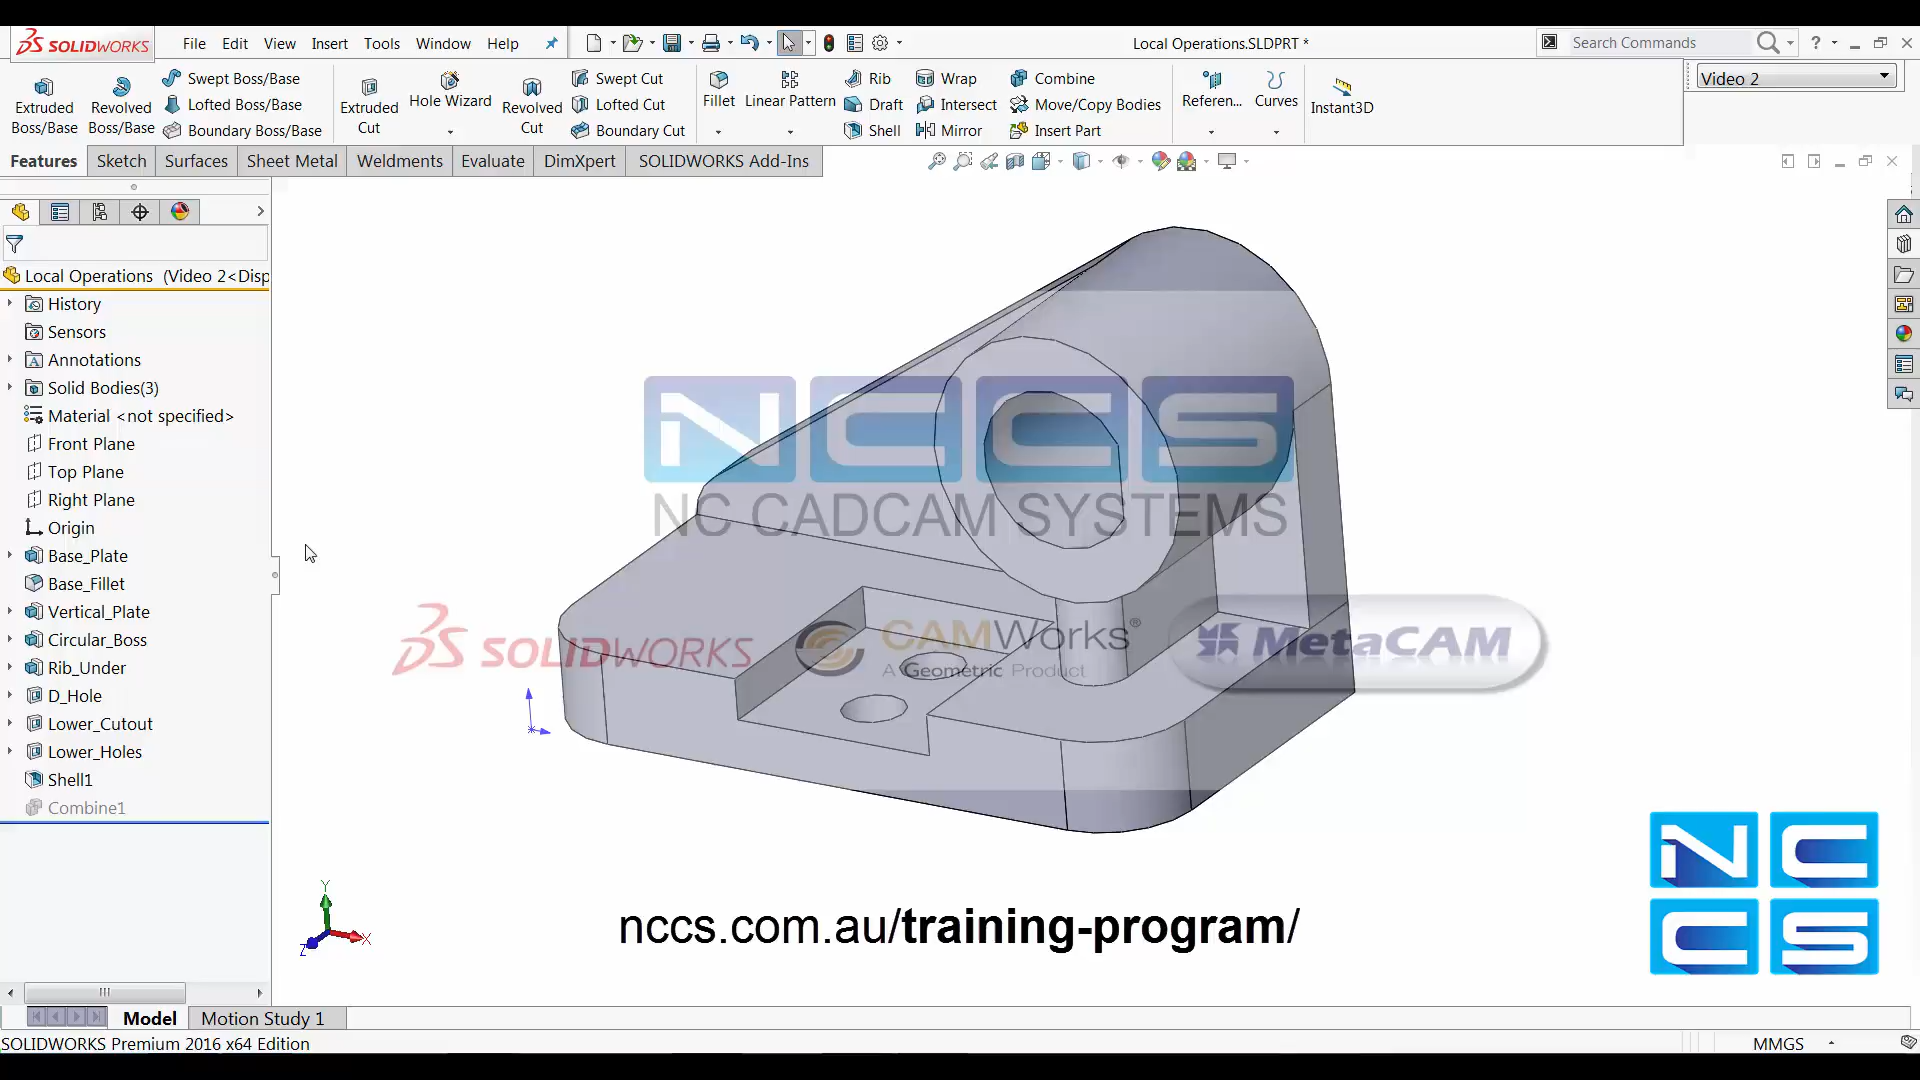 SOLIDWORKS File Edit View Insert Tools Window Help Local Operations.SLDPRT * Search Commands ?
Extruded Boss/Base
Revolved Boss/Base
Swept Boss/Base
Lofted Boss/Base
Boundary Boss/Base
Extruded Cut
Hole Wizard
Revolved Cut
Swept Cut
Lofted Cut
Boundary Cut
Fillet
Linear Pattern
Rib
Draft
Shell
Wrap
Intersect
Mirror
Combine
Move/Copy Bodies
Insert Part
Referen...
Curves
Instant3D
Video 2
Features Sketch Surfaces Sheet Metal Weldments Evaluate DimXpert SOLIDWORKS Add-Ins
Local Operations (Video 2<Disp
History
Sensors
Annotations
Solid Bodies(3)
Material <not specified>
Front Plane
Top Plane
Right Plane
Origin
Base_Plate
Base_Fillet
Vertical_Plate
Circular_Boss
Rib_Under
D_Hole
Lower_Cutout
Lower_Holes
Shell1
Combine1
NCCS
NC CADCAM SYSTEMS
SOLIDWORKS
CAMWorks®
A Geometric Product
MetaCAM
Y
X
Z
nccs.com.au/training-program/
NC
CS
Model Motion Study 1
SOLIDWORKS Premium 2016 x64 Edition MMGS